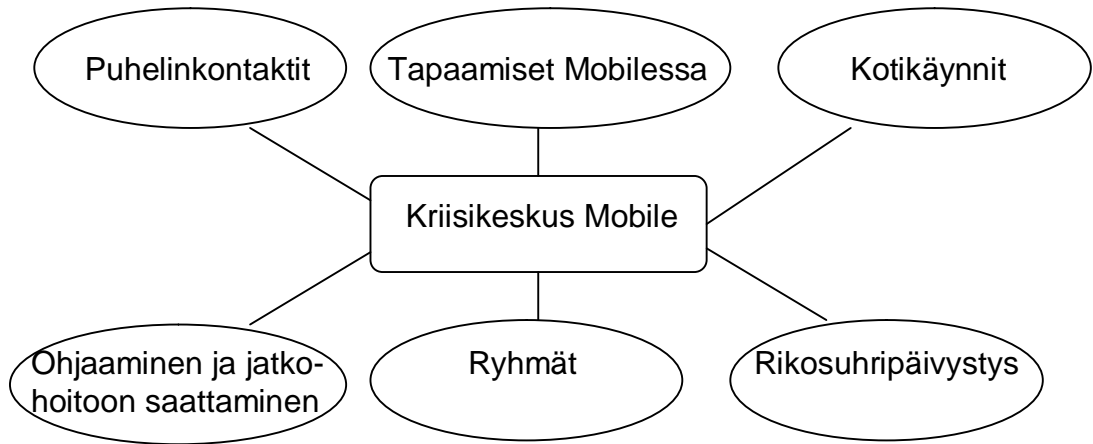 Puhelinkontaktit
Tapaamiset Mobilessa
Kotikäynnit
Kriisikeskus Mobile
Ohjaaminen ja jatko-
hoitoon saattaminen
Ryhmät
Rikosuhripäivystys